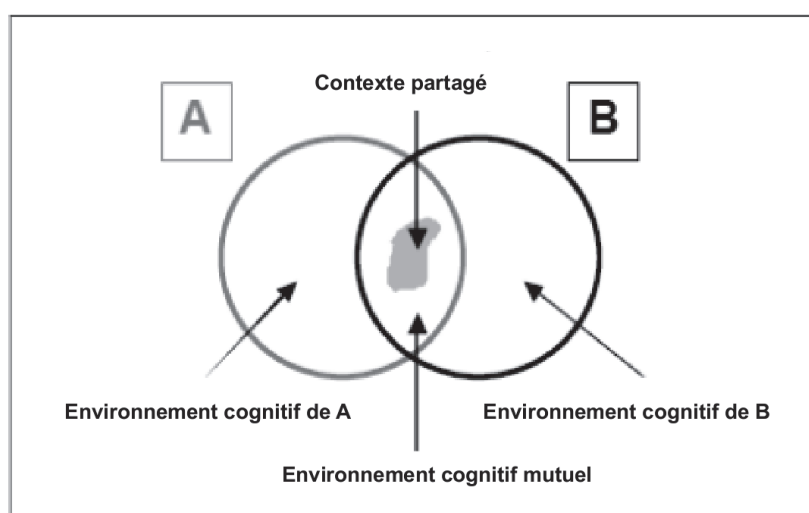 Contexte partagé
A
B
Environnement cognitif de A
Environnement cognitif de B
Environnement cognitif mutuel